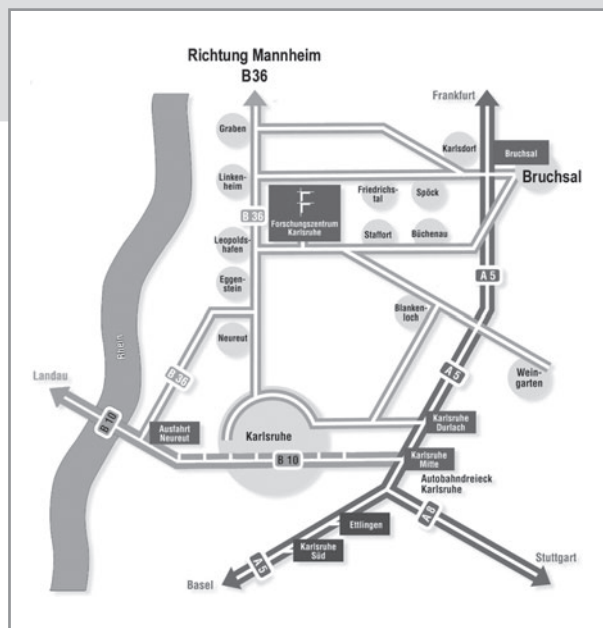 Richtung Mannheim
B36
Frankfurt
Graben
Karlsdorf
Bruchsal
Bruchsal
Linken-
heim
Friedrichs-
tal
Spöck
B 36
Forschungszentrum
Karlsruhe
Leopolds-
hafen
Staffort
Büchenau
A 5
Eggen-
stein
Blanken-
loch
Neureut
Rhein
B 36
A 5
Wein-
garten
Landau
B 10
Ausfahrt
Neureut
Karlsruhe
Karlsruhe
Durlach
B 10
Karlsruhe
Mitte
Autobahndreieck
Karlsruhe
Ettlingen
A 8
Karlsruhe
Süd
A 5
Basel
Stuttgart